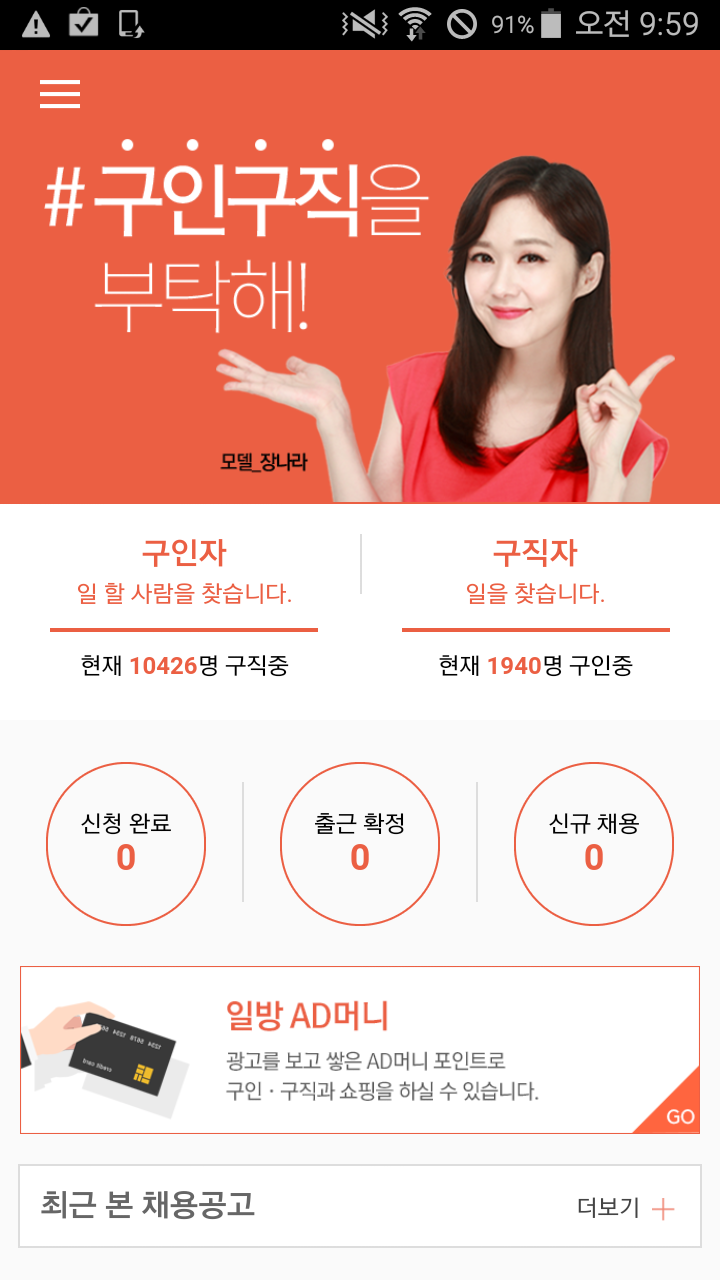 91% 오전 9:59
#구인구직을
부탁해!
모델_장나라
구인자
일 할 사람을 찾습니다.
현재 10426명 구직중
구직자
일을 찾습니다.
현재 1940명 구인중
신청 완료
0
출근 확정
0
신규 채용
0
일방 AD머니
광고를 보고 쌓은 AD머니 포인트로
구인 · 구직과 쇼핑을 하실 수 있습니다.
GO
최근 본 채용공고
더보기